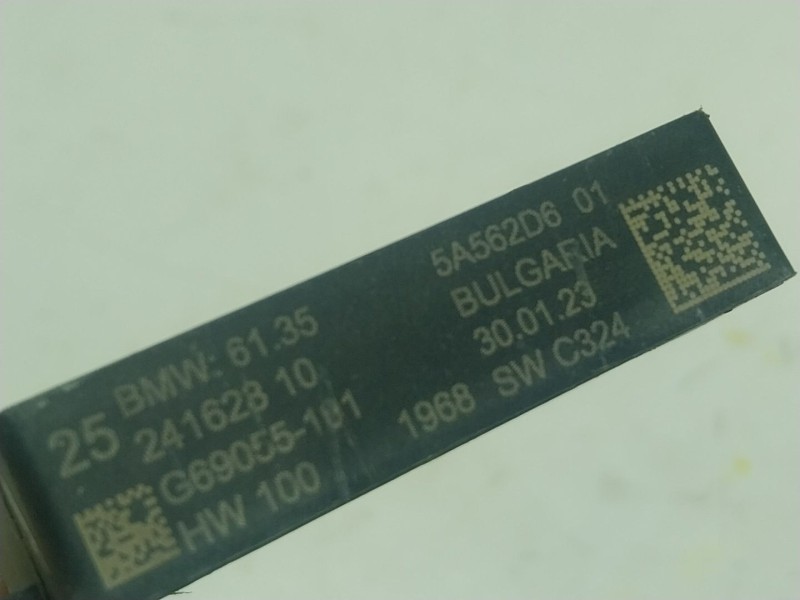 25 BMW: 61.35 5A562D6 01
241628 10 BULGARIA
G69055-101 30.01.23
HW 100 1968 SW C324